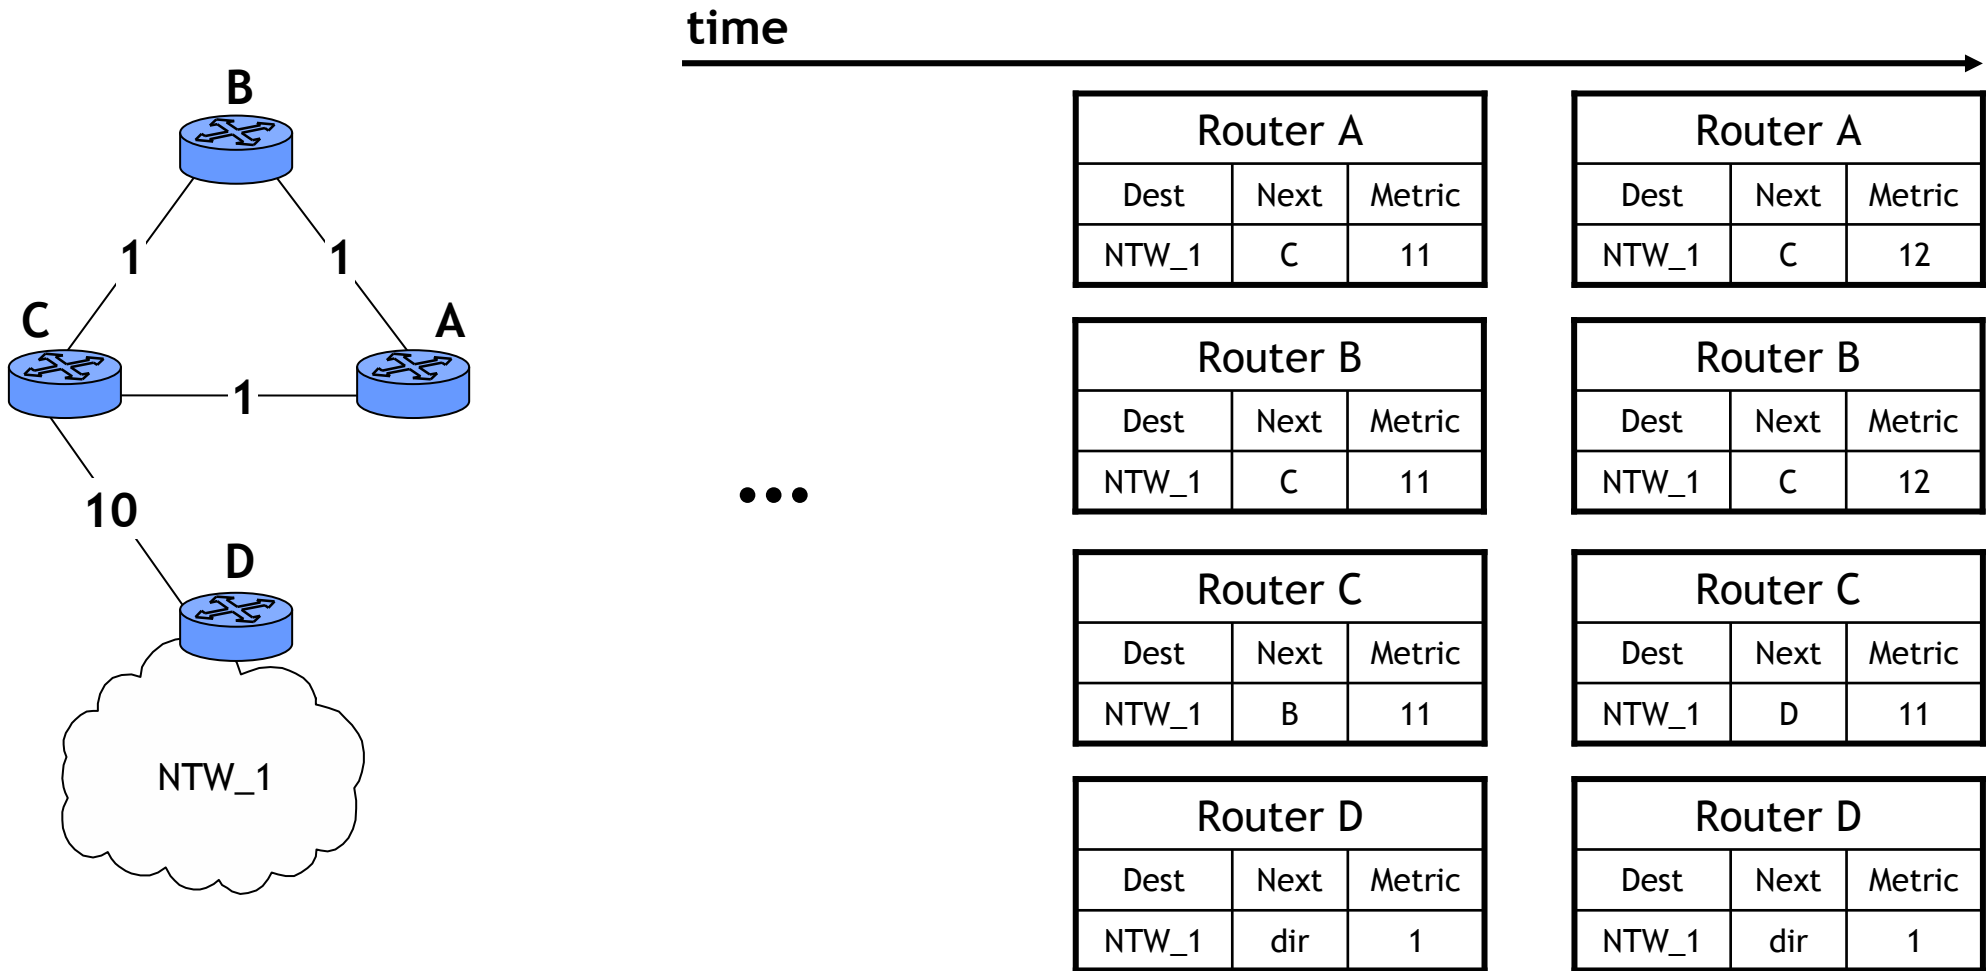 time
B
1 1
C A
1
10
D
NTW_1
...
Router A
Dest Next Metric
NTW_1 C 11
Router A
Dest Next Metric
NTW_1 C 12
Router B
Dest Next Metric
NTW_1 C 11
Router B
Dest Next Metric
NTW_1 C 12
Router C
Dest Next Metric
NTW_1 B 11
Router C
Dest Next Metric
NTW_1 D 11
Router D
Dest Next Metric
NTW_1 dir 1
Router D
Dest Next Metric
NTW_1 dir 1